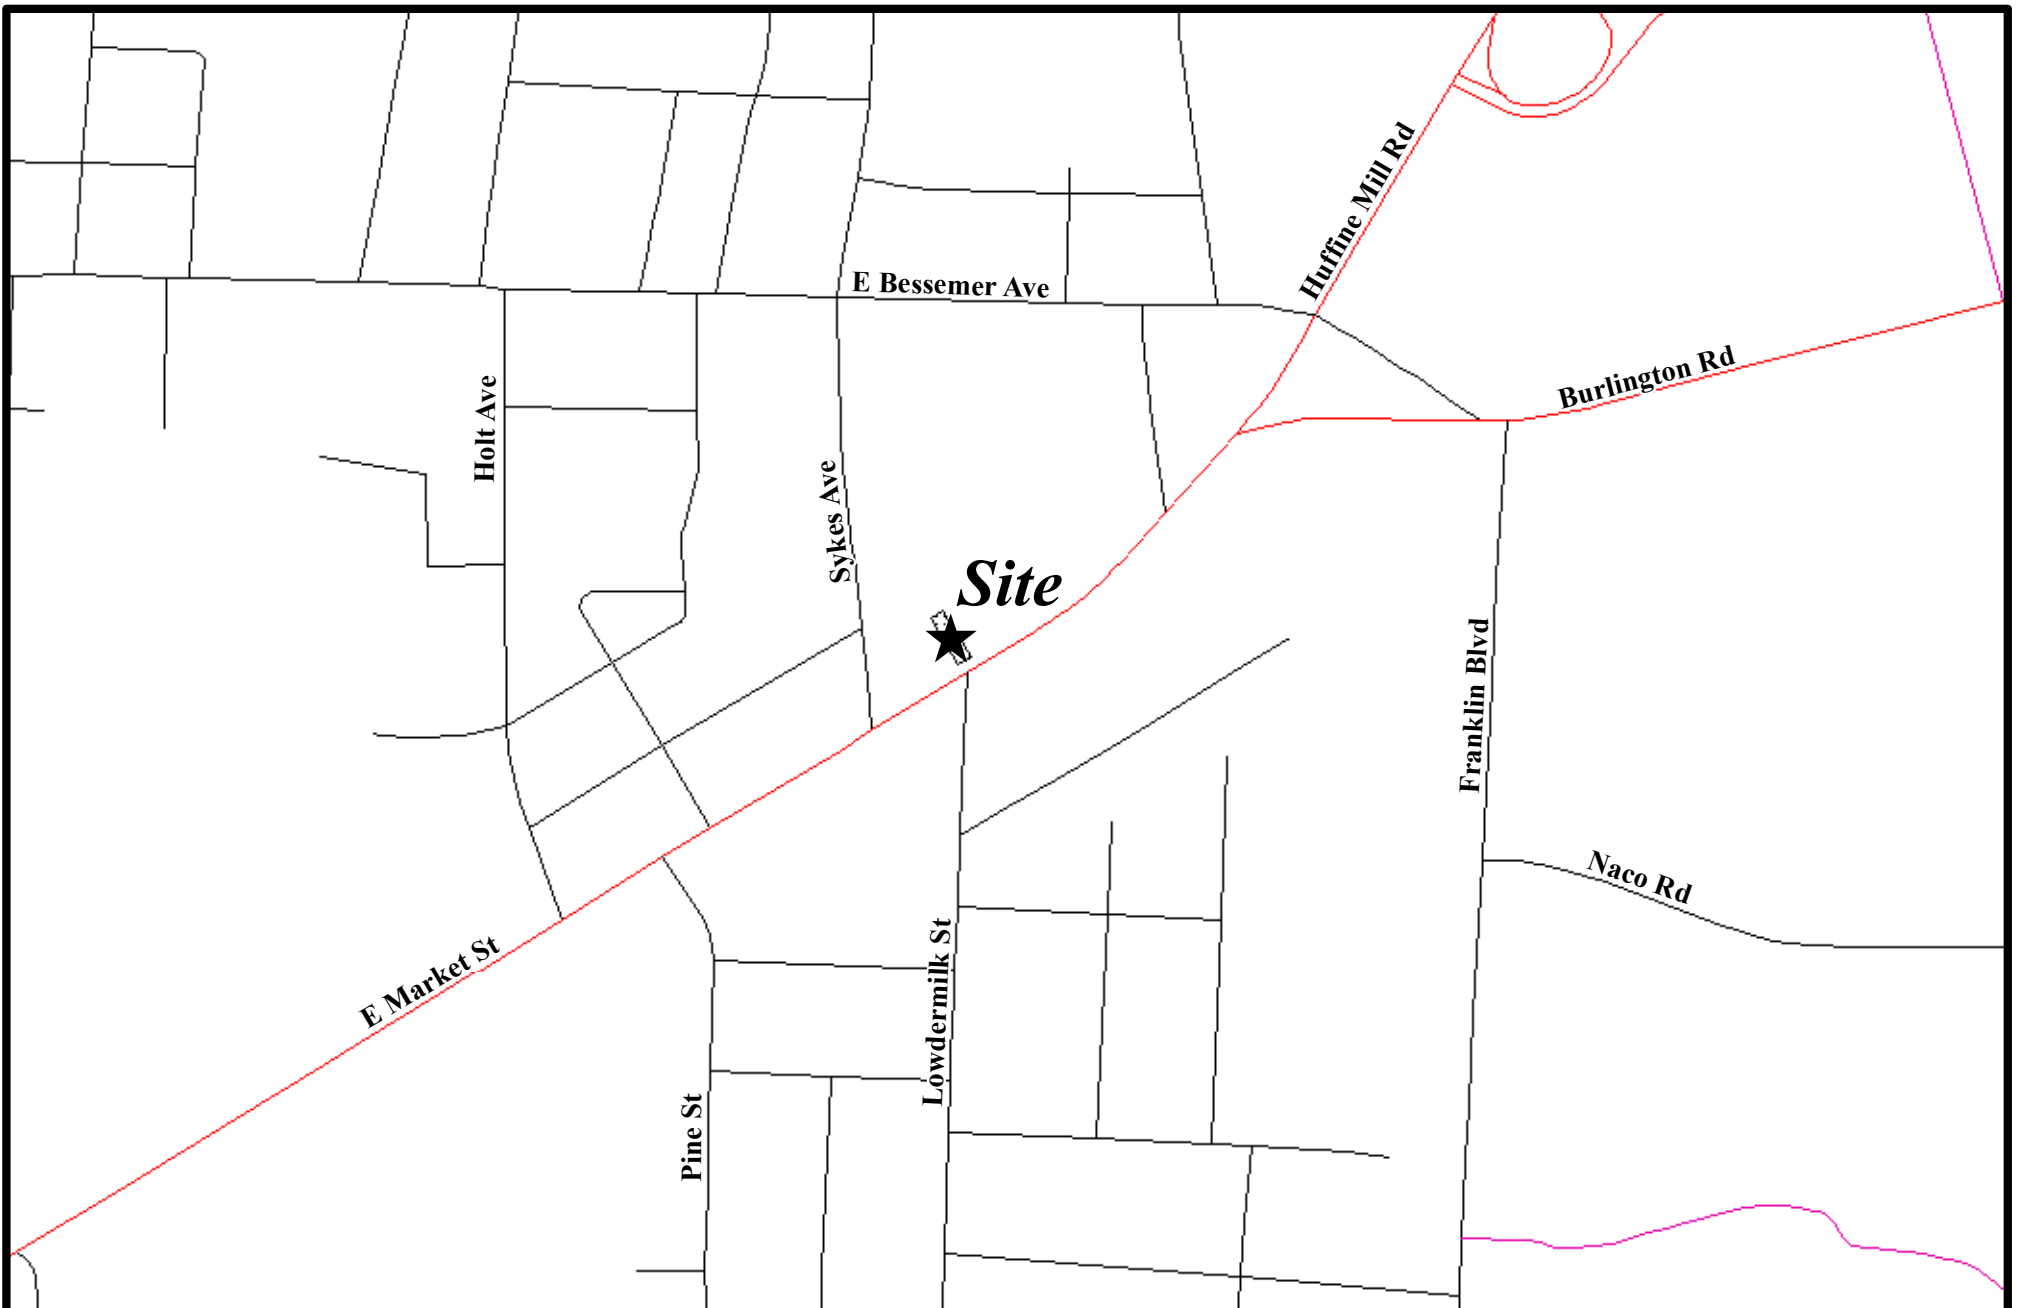 Huffine Mill Rd
E Bessemer Ave
Burlington Rd
Holt Ave
Sykes Ave
Site
Franklin Blvd
Naco Rd
E Market St
Lowdermilk St
Pine St